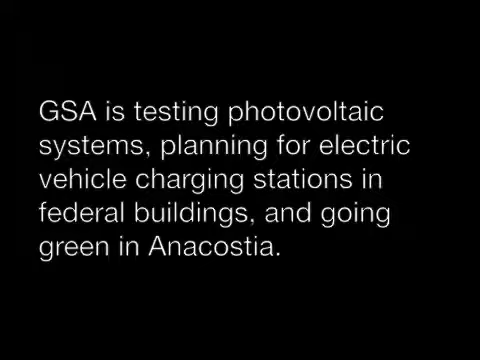 GSA is testing photovoltaic
systems, planning for electric
vehicle charging stations in
federal buildings, and going
green in Anacostia.